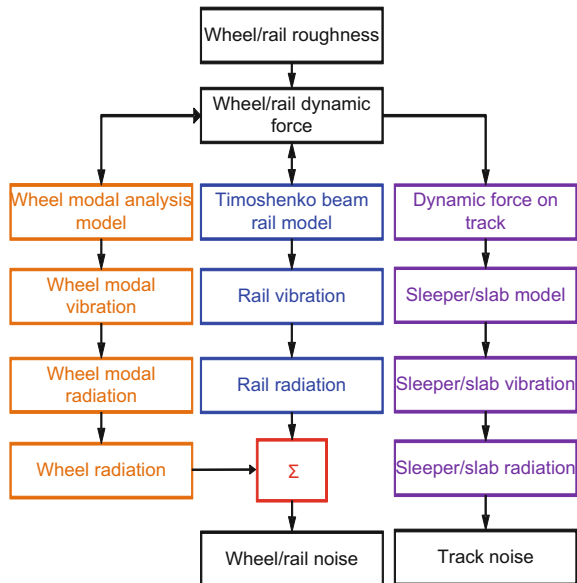 Wheel/rail roughness
Wheel/rail dynamic
force
Wheel modal analysis
model
Timoshenko beam
rail model
Dynamic force on
track
Wheel modal
vibration
Rail vibration
Sleeper/slab model
Wheel modal
radiation
Rail radiation
Sleeper/slab vibration
Wheel radiation
Σ
Sleeper/slab radiation
Wheel/rail noise
Track noise